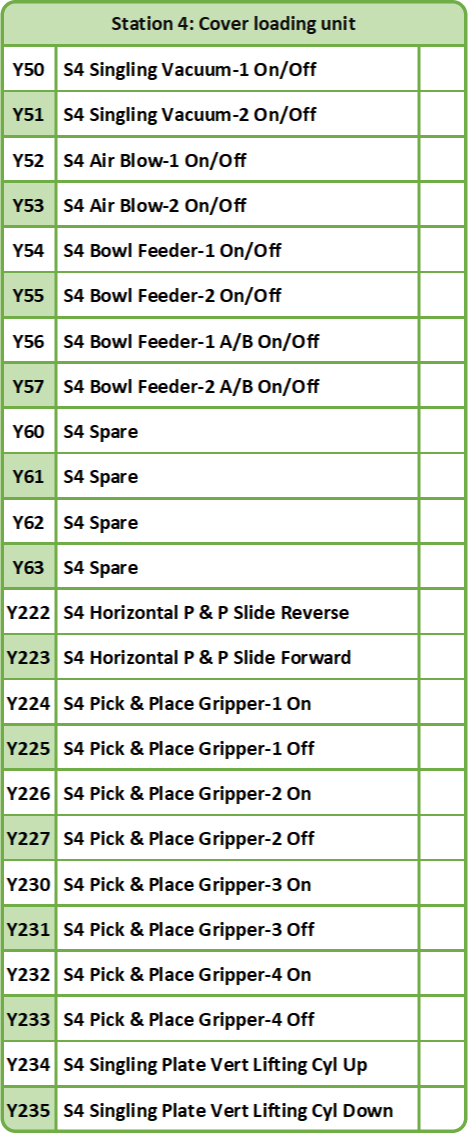 Station 4: Cover loading unit
Y50 S4 Singling Vacuum-1 On/Off
Y51 S4 Singling Vacuum-2 On/Off
Y52 S4 Air Blow-1 On/Off
Y53 S4 Air Blow-2 On/Off
Y54 S4 Bowl Feeder-1 On/Off
Y55 S4 Bowl Feeder-2 On/Off
Y56 S4 Bowl Feeder-1 A/B On/Off
Y57 S4 Bowl Feeder-2 A/B On/Off
Y60 S4 Spare
Y61 S4 Spare
Y62 S4 Spare
Y63 S4 Spare
Y222 S4 Horizontal P & P Slide Reverse
Y223 S4 Horizontal P & P Slide Forward
Y224 S4 Pick & Place Gripper-1 On
Y225 S4 Pick & Place Gripper-1 Off
Y226 S4 Pick & Place Gripper-2 On
Y227 S4 Pick & Place Gripper-2 Off
Y230 S4 Pick & Place Gripper-3 On
Y231 S4 Pick & Place Gripper-3 Off
Y232 S4 Pick & Place Gripper-4 On
Y233 S4 Pick & Place Gripper-4 Off
Y234 S4 Singling Plate Vert Lifting Cyl Up
Y235 S4 Singling Plate Vert Lifting Cyl Down